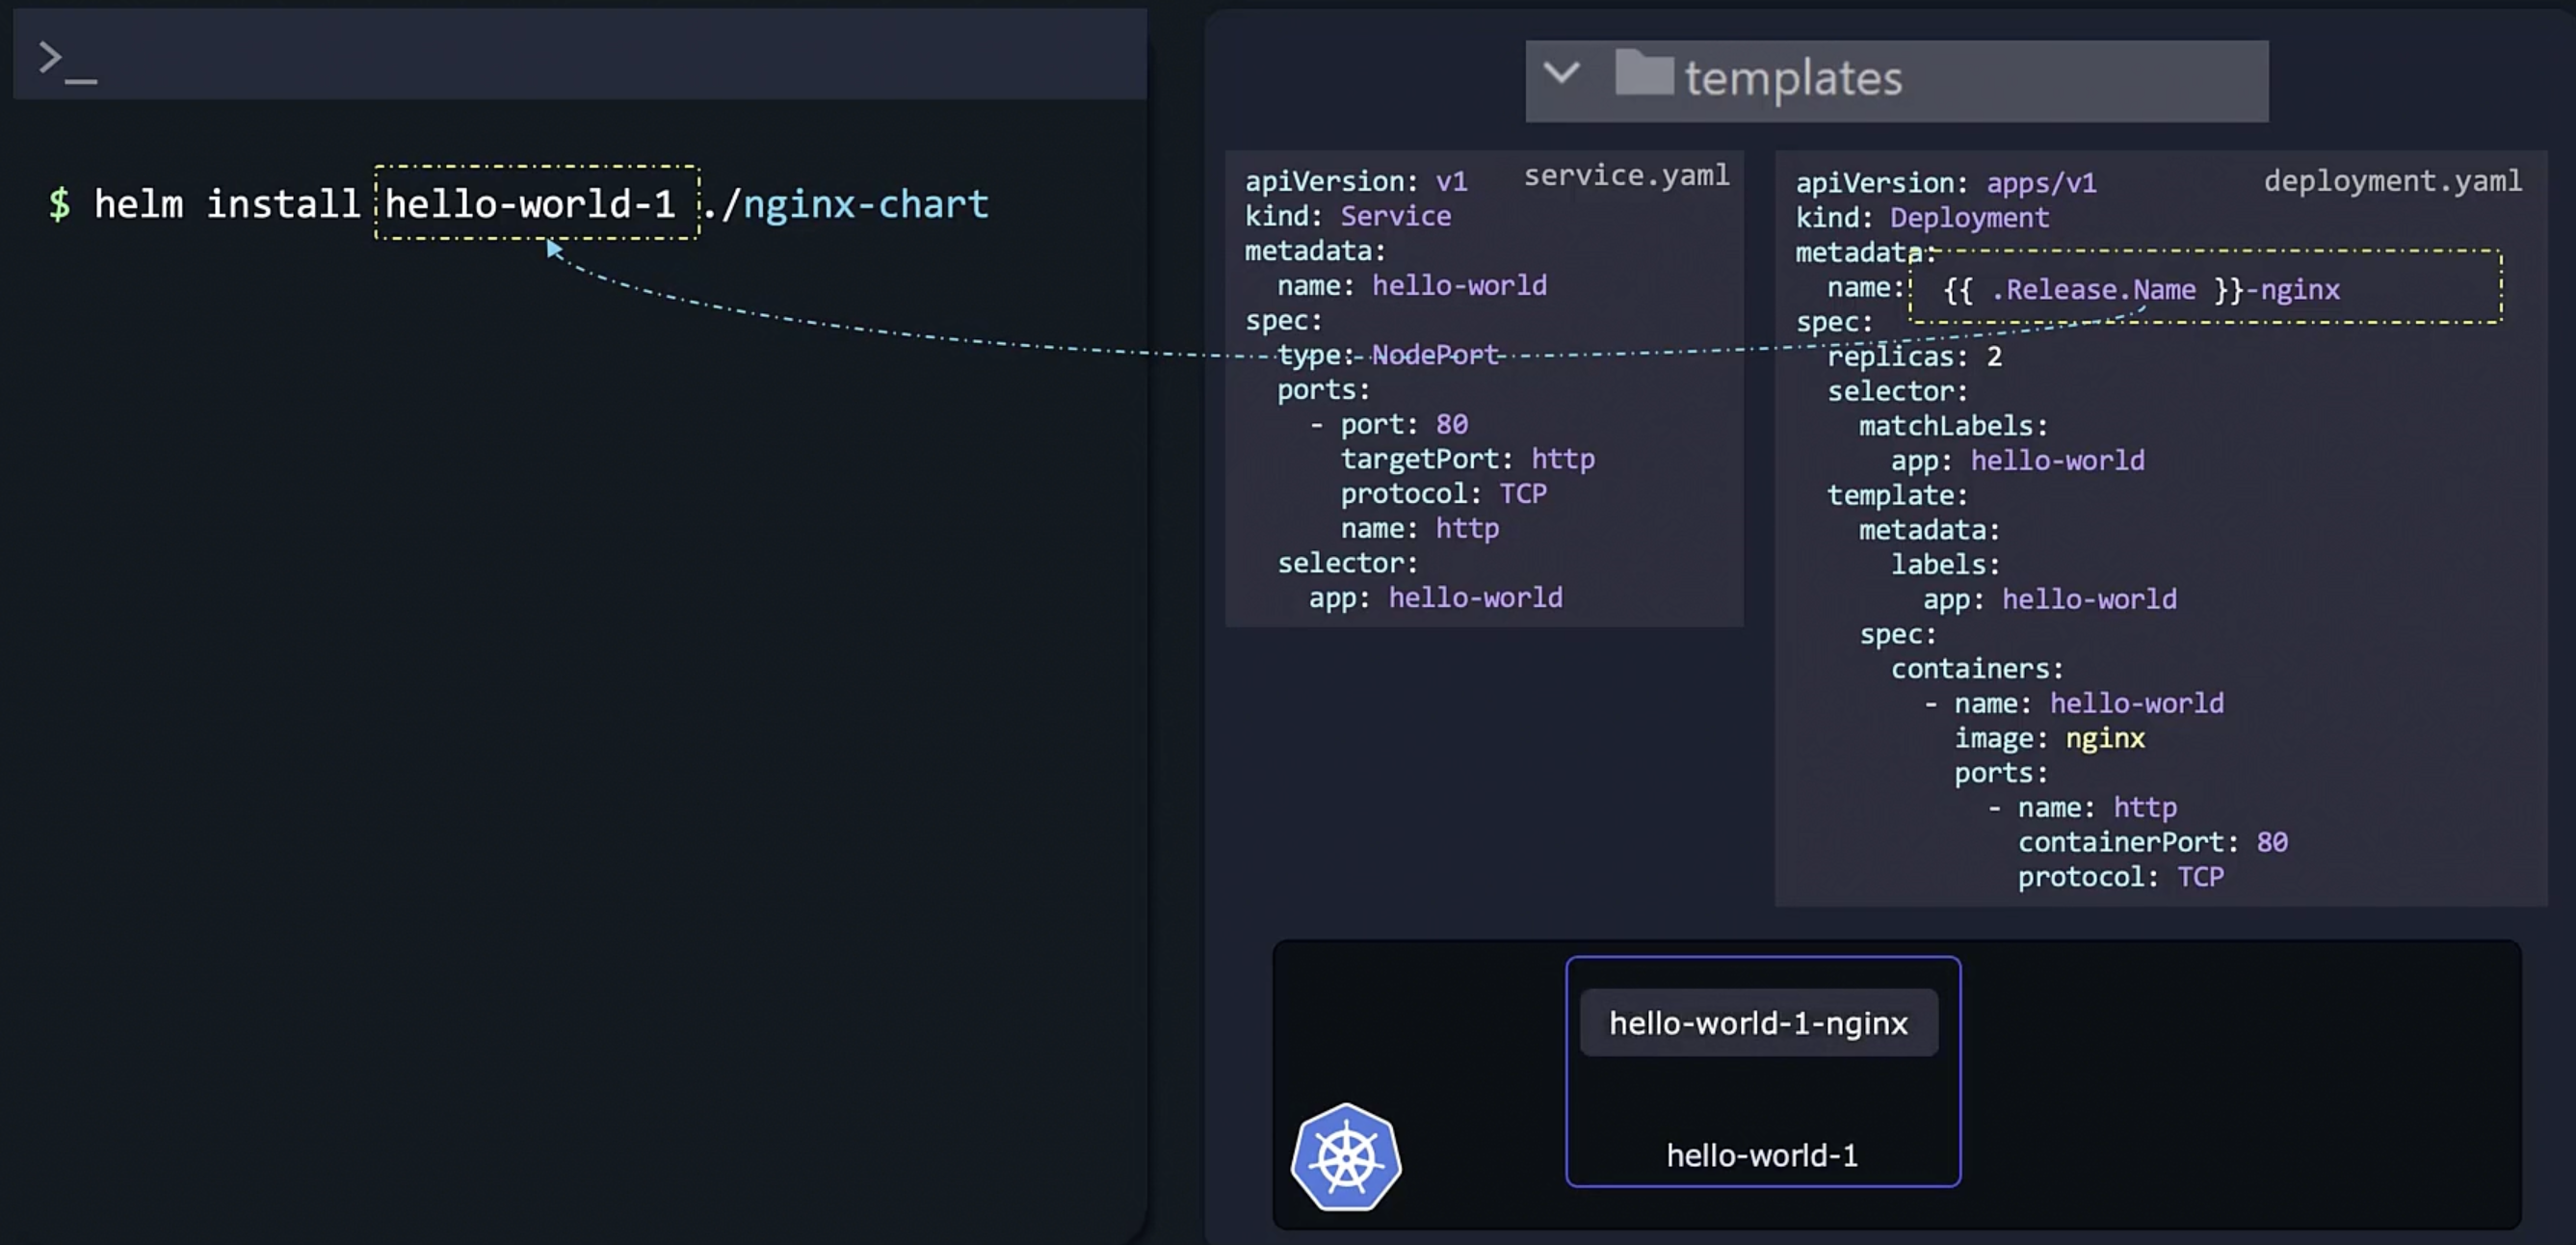 >_
$ helm install hello-world-1 ./nginx-chart
templates
service.yaml
apiVersion: v1
kind: Service
metadata:
  name: hello-world
spec:
  type: NodePort
  ports:
    - port: 80
      targetPort: http
      protocol: TCP
      name: http
  selector:
    app: hello-world
deployment.yaml
apiVersion: apps/v1
kind: Deployment
metadata:
  name: {{ .Release.Name }}-nginx
spec:
  replicas: 2
  selector:
    matchLabels:
      app: hello-world
  template:
    metadata:
      labels:
        app: hello-world
    spec:
      containers:
        - name: hello-world
          image: nginx
          ports:
            - name: http
              containerPort: 80
              protocol: TCP
hello-world-1-nginx
hello-world-1